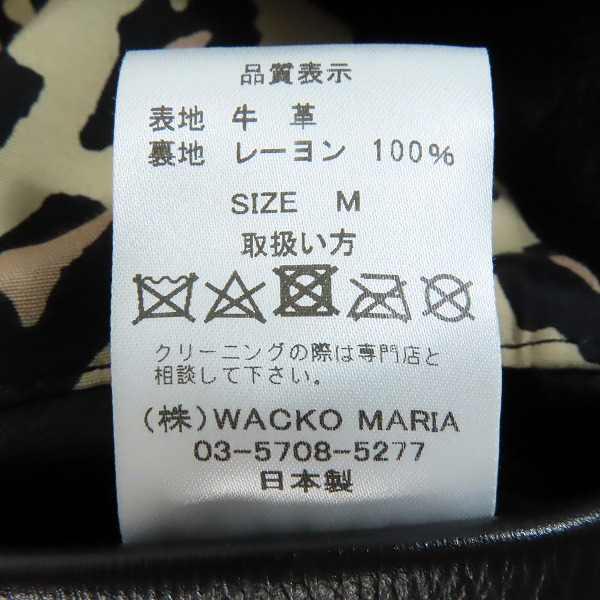 品質表示
表地 牛 革
裏地 レーヨン 100%
SIZE M
取扱い方
クリーニングの際は専門店と
相談して下さい。
(株)WACKO MARIA
03-5708-5277
日本製